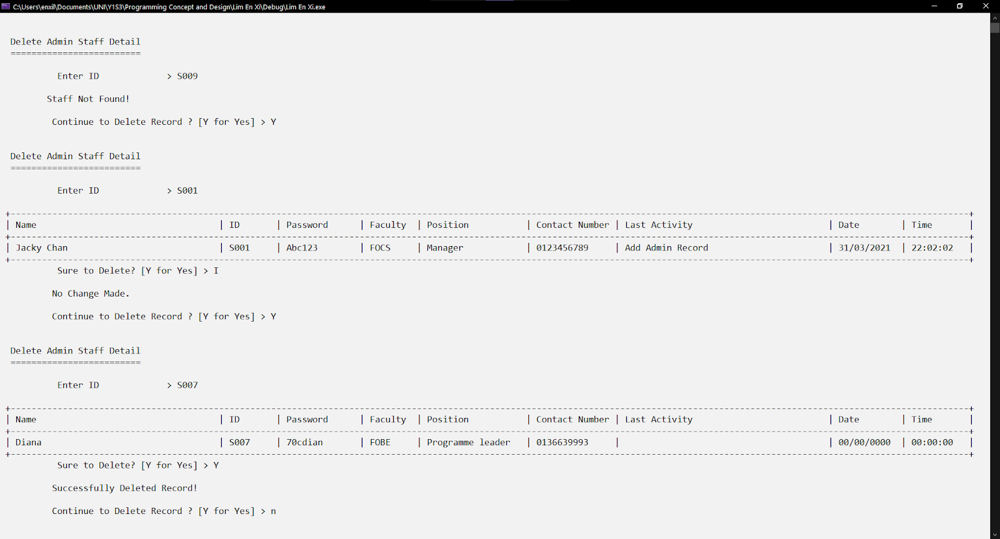 C:\Users\enxil\Documents\UNI\Y1S3\Programming Concept and Design\Lim En Xi\Debug\Lim En Xi.exe
Delete Admin Staff Detail
=========================
Enter ID > S009
Staff Not Found!
Continue to Delete Record ? [Y for Yes] > Y
Delete Admin Staff Detail
=========================
Enter ID > S001
| Name | ID | Password | Faculty | Position | Contact Number | Last Activity | Date | Time |
| Jacky Chan | S001 | Abc123 | FOCS | Manager | 0123456789 | Add Admin Record | 31/03/2021 | 22:02:02 |
Sure to Delete? [Y for Yes] > I
No Change Made.
Continue to Delete Record ? [Y for Yes] > Y
Delete Admin Staff Detail
=========================
Enter ID > S007
| Name | ID | Password | Faculty | Position | Contact Number | Last Activity | Date | Time |
| Diana | S007 | 70cdian | FOBE | Programme leader | 0136639993 | | 00/00/0000 | 00:00:00 |
Sure to Delete? [Y for Yes] > Y
Successfully Deleted Record!
Continue to Delete Record ? [Y for Yes] > n